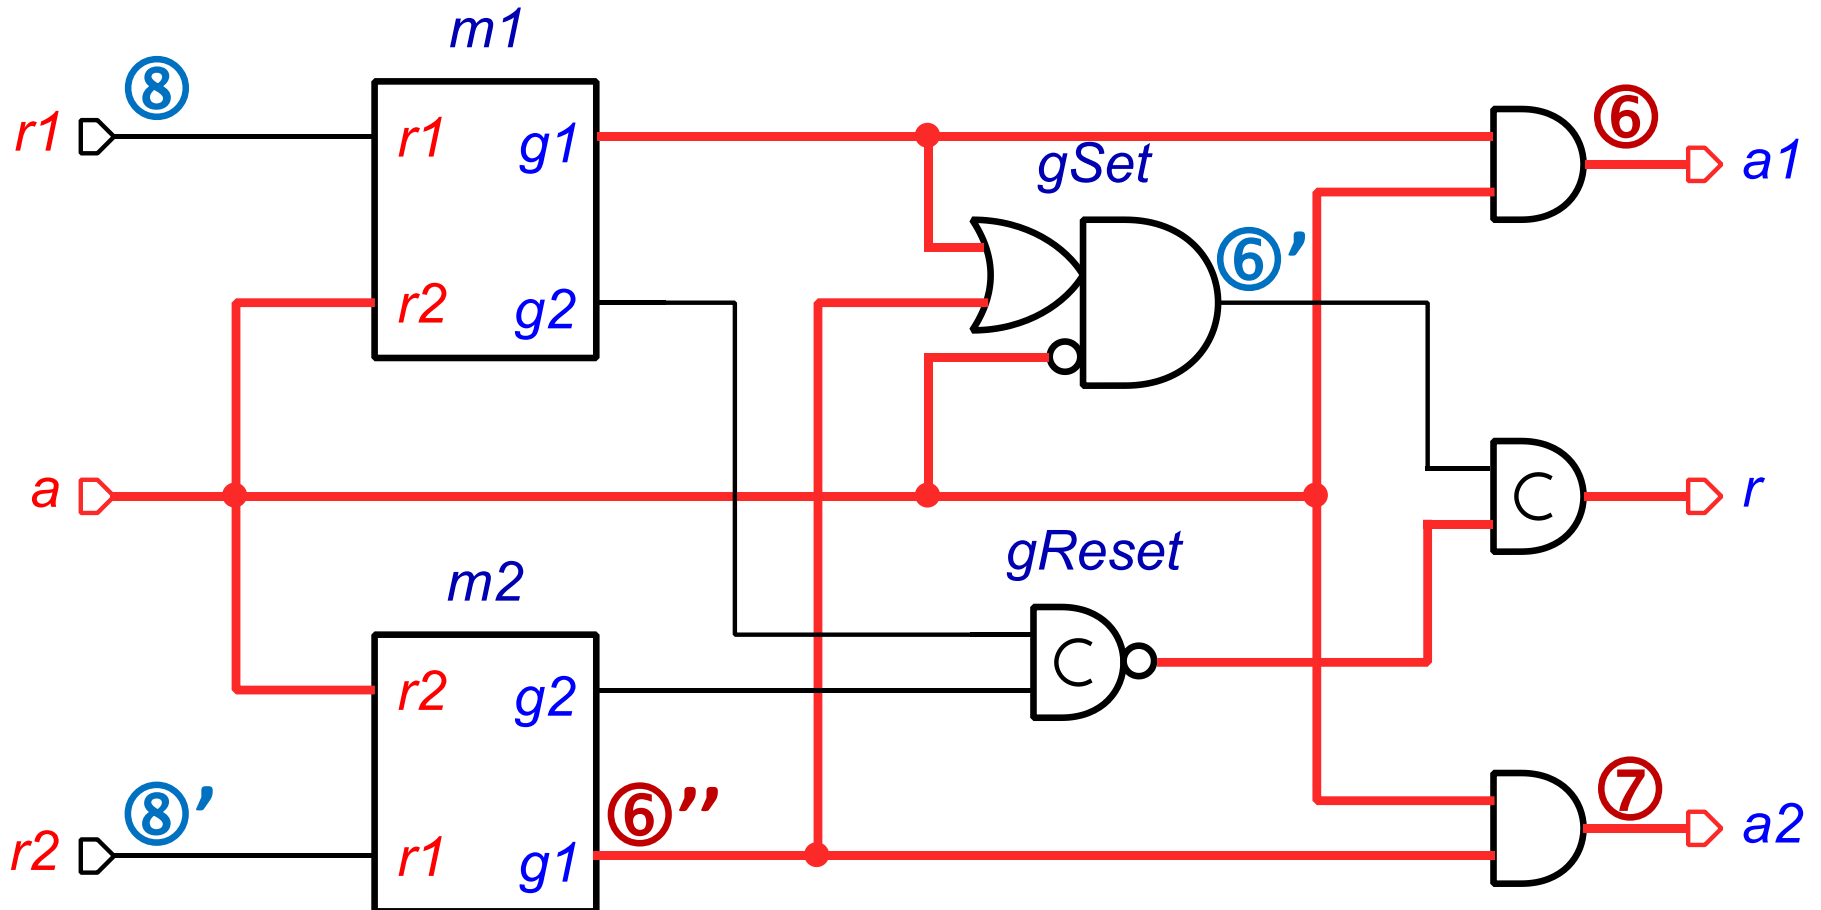 m1
r1
⑧
r1
g1
⑥
a1
gSet
r2
g2
⑥’
a
r
C
gReset
m2
C
r2
g2
⑦
⑧’
⑥’’
a2
r2
r1
g1